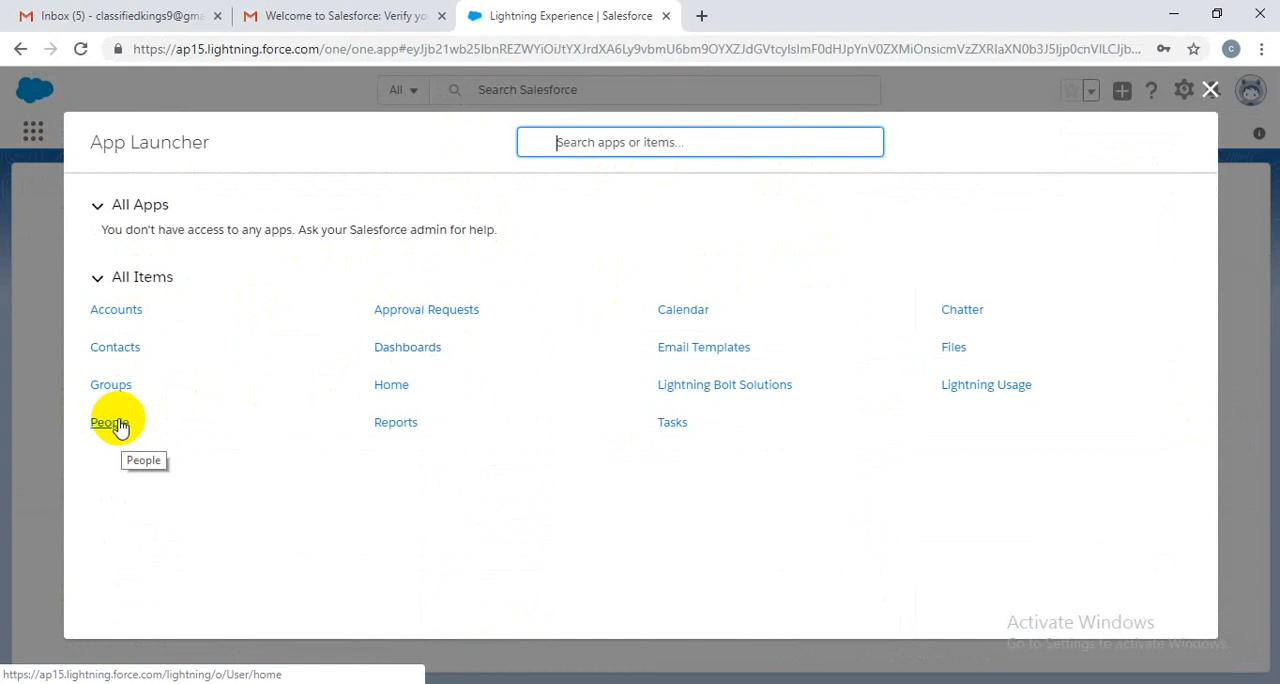 Inbox (5) - classifiedkings9@gma
Welcome to Salesforce: Verify yo
Lightning Experience | Salesforce
https://ap15.lightning.force.com/one/one.app#eyJjb21wb25lbnREZWYiOiJtYXJrdXA6Ly9vbmU6bm9OYXZJdGVtcyIsImF0dHJpYnV0ZXMiOnsicmVzZXRIaXN0b3J5Ijp0cnVlLCJjb...
C
All
Search Salesforce
App Launcher
Search apps or items...
All Apps
You don't have access to any apps. Ask your Salesforce admin for help.
All Items
Accounts
Approval Requests
Calendar
Chatter
Contacts
Dashboards
Email Templates
Files
Groups
Home
Lightning Bolt Solutions
Lightning Usage
People
Reports
Tasks
People
Activate Windows
Go to Settings to activate Windows.
https://ap15.lightning.force.com/lightning/o/User/home